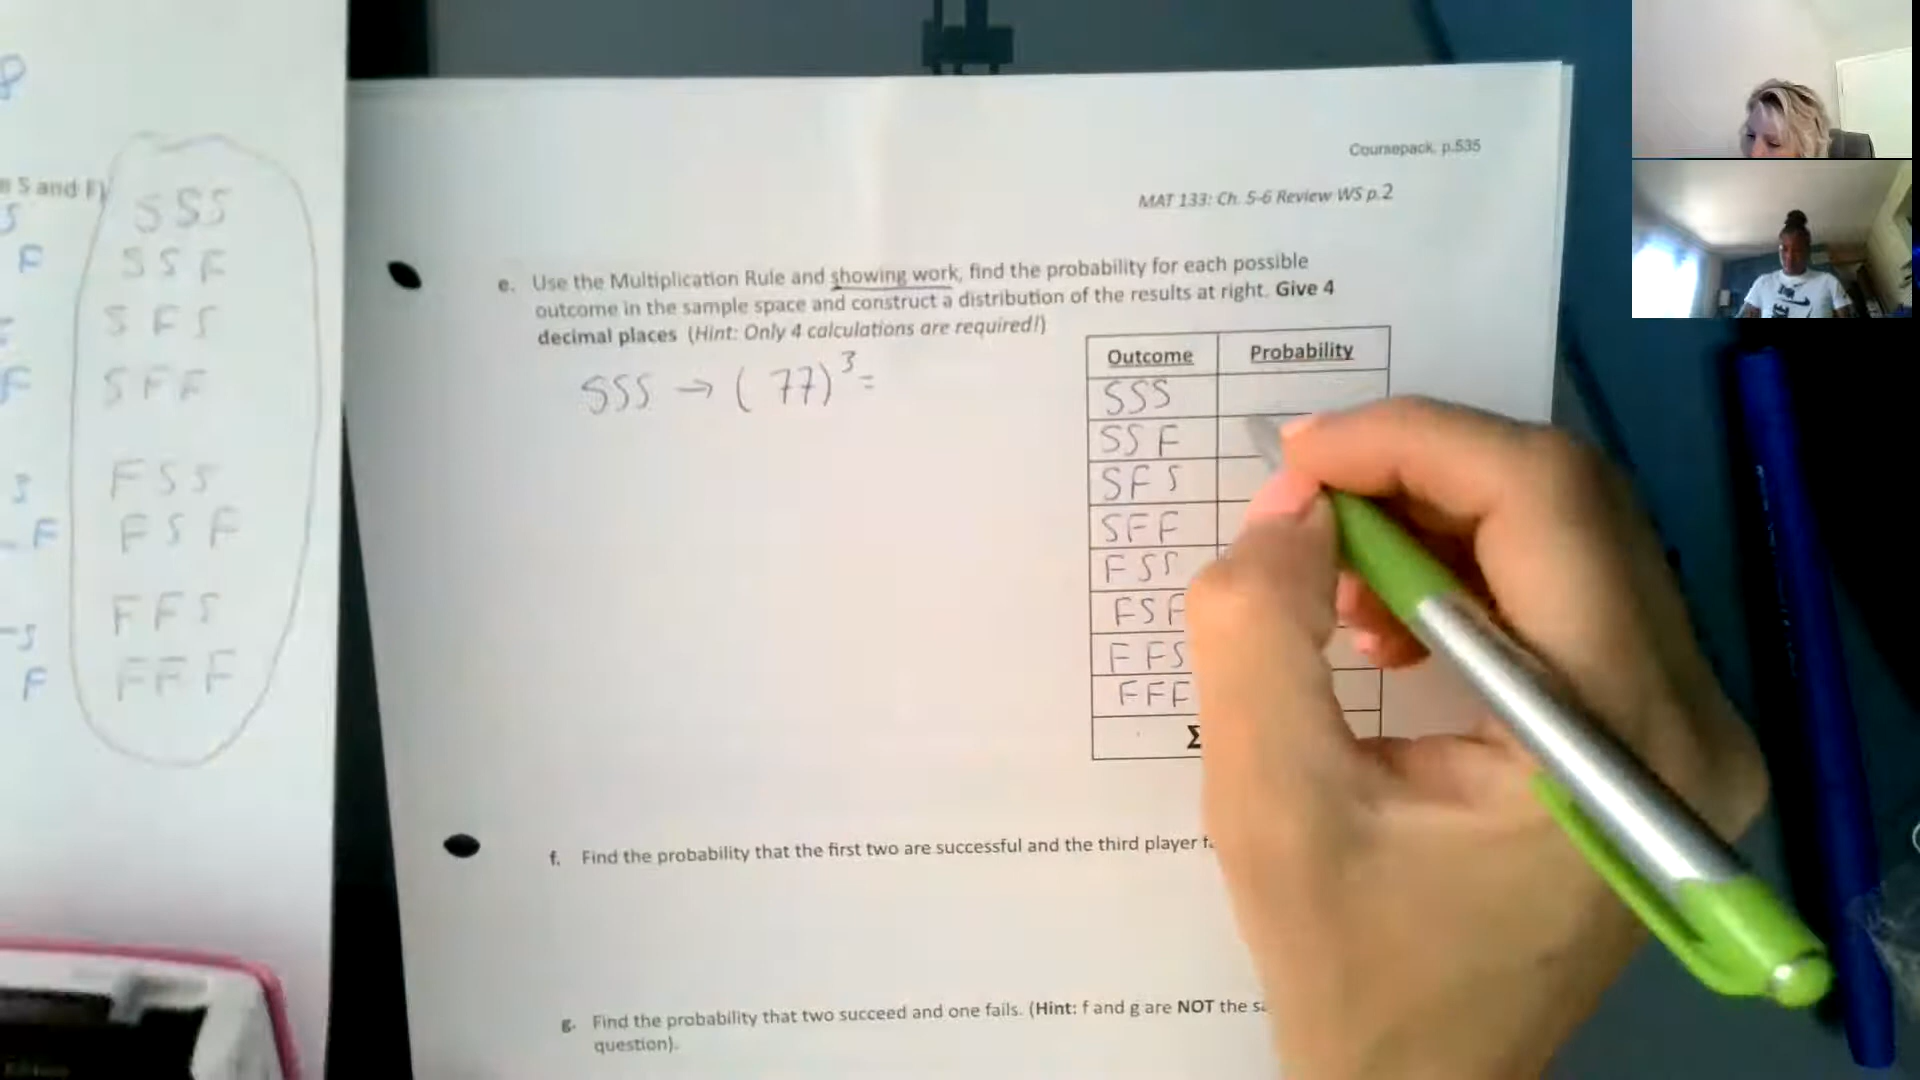 S and F)
S
F
F
S
F
S
F
SSS
SSF
SFS
SFF
FSS
FSF
FFS
FFF
Coursepack, p.535
MAT 133: Ch. 5-6 Review WS p.2
e. Use the Multiplication Rule and showing work, find the probability for each possible
outcome in the sample space and construct a distribution of the results at right. Give 4
decimal places (Hint: Only 4 calculations are required!)
SSS → ( 77)³ =
Outcome Probability
SSS
SSF
SFS
SFF
FSS
FSF
FFS
FFF
Σ
f. Find the probability that the first two are successful and the third player
g. Find the probability that two succeed and one fails. (Hint: f and g are NOT the
question).